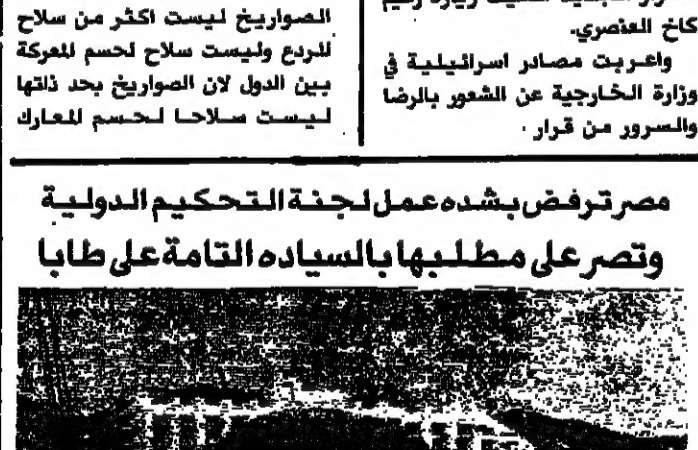 كاخ العنصري.
واعربت مصادر اسرائيلية في
وزارة الخارجية عن الشعور بالرضا
والسرور من قرار
الصواريخ ليست اكثر من سلاح
للردع وليست سلاح لحسم المعركة
بين الدول لان الصواريخ بحد ذاتها
ليست سلاحا لحسم المعارك
مصر ترفض بشده عمل لجنة التحكيم الدولية
وتصر على مطلبها بالسياده التامة على طابا